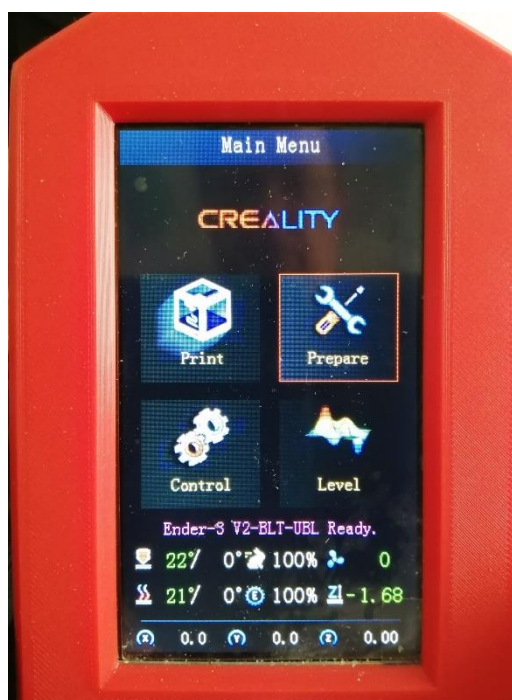 Main Menu
CREALITY
Print Prepare
Control Level
Ender-3 V2-BLT-UBL Ready.
22°/ 0° 100% 0
21°/ 0° E 100% Z -1.68
X 0.0 Y 0.0 Z 0.00